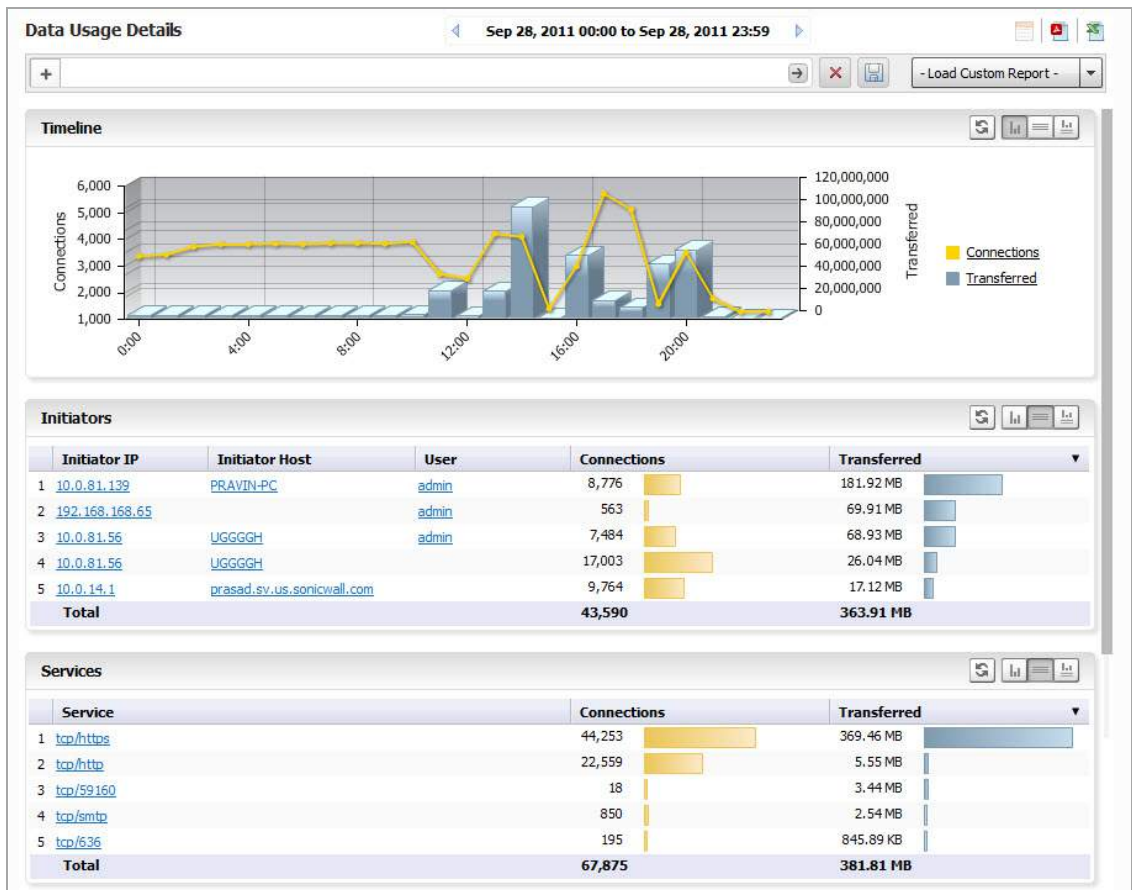 Data Usage Details
Sep 28, 2011 00:00 to Sep 28, 2011 23:59
+
- Load Custom Report -
Timeline
6,000
5,000
4,000
3,000
2,000
1,000
Connections
120,000,000
100,000,000
80,000,000
60,000,000
40,000,000
20,000,000
0
Transferred
0:00
4:00
8:00
12:00
16:00
20:00
Connections
Transferred
Initiators
Initiator IP Initiator Host User Connections Transferred
1 10.0.81.139 PRAVIN-PC admin 8,776 181.92 MB
2 192.168.168.65 admin 563 69.91 MB
3 10.0.81.56 UGGGGH admin 7,484 68.93 MB
4 10.0.81.56 UGGGGH 17,003 26.04 MB
5 10.0.14.1 prasad.sv.us.sonicwall.com 9,764 17.12 MB
Total 43,590 363.91 MB
Services
Service Connections Transferred
1 tcp/https 44,253 369.46 MB
2 tcp/http 22,559 5.55 MB
3 tcp/59160 18 3.44 MB
4 tcp/smtp 850 2.54 MB
5 tcp/636 195 845.89 KB
Total 67,875 381.81 MB